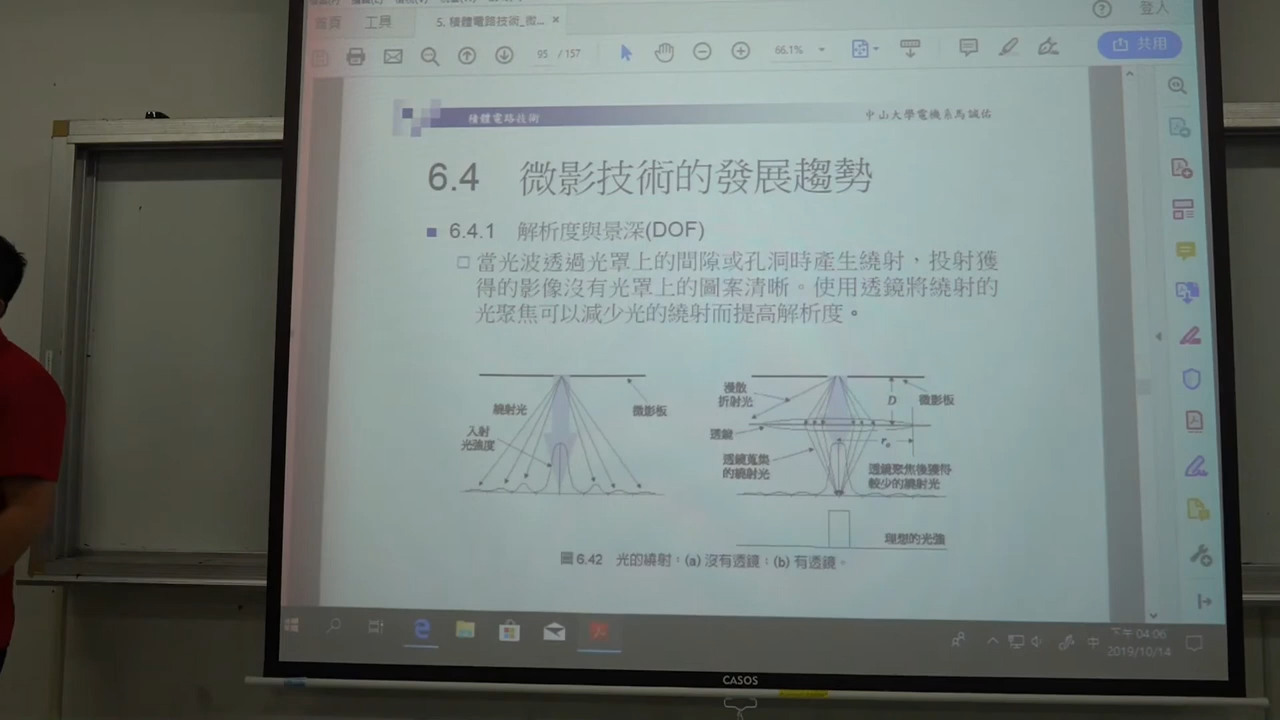 首頁 工具 5. 積體電路技術_微... ×
登入
95 / 157 66.1% 共用
積體電路技術 中山大學電機系馬誠佑
6.4 微影技術的發展趨勢
6.4.1 解析度與景深(DOF)
當光波透過光罩上的間隙或孔洞時產生繞射，投射獲
得的影像沒有光罩上的圖案清晰。使用透鏡將繞射的
光聚焦可以減少光的繞射而提高解析度。
繞射光
微影板
入射
光強度
漫散
折射光
D
微影板
透鏡
透鏡蒐集
的繞射光
透鏡聚焦後獲得
較少的繞射光
理想的光強
圖 6.42 光的繞射：(a) 沒有透鏡；(b) 有透鏡。
中 下午 04:06
2019/10/14
CASOS